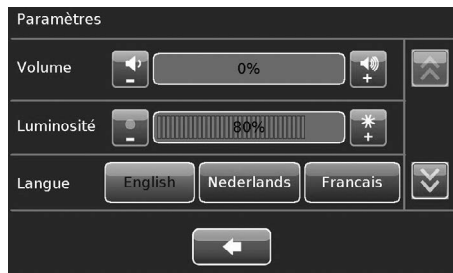 Paramètres
Volume - 0% +
Luminosité - 80% +
Langue English Nederlands Francais